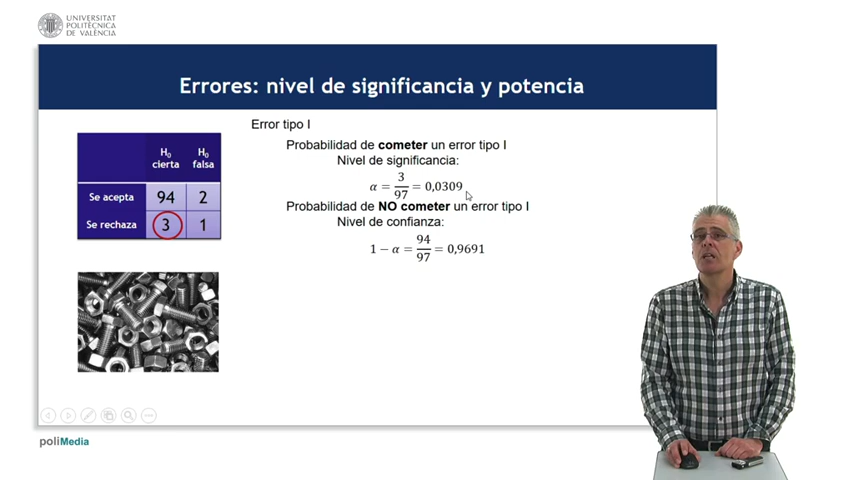 UNIVERSITAT
POLITÈCNICA
DE VALÈNCIA
Errores: nivel de significancia y potencia
H0 cierta
H0 falsa
Se acepta 94 2
Se rechaza 3 1
Error tipo I
Probabilidad de cometer un error tipo I
Nivel de significancia:
α = 3/97 = 0,0309
Probabilidad de NO cometer un error tipo I
Nivel de confianza:
1 − α = 94/97 = 0,9691
poliMedia